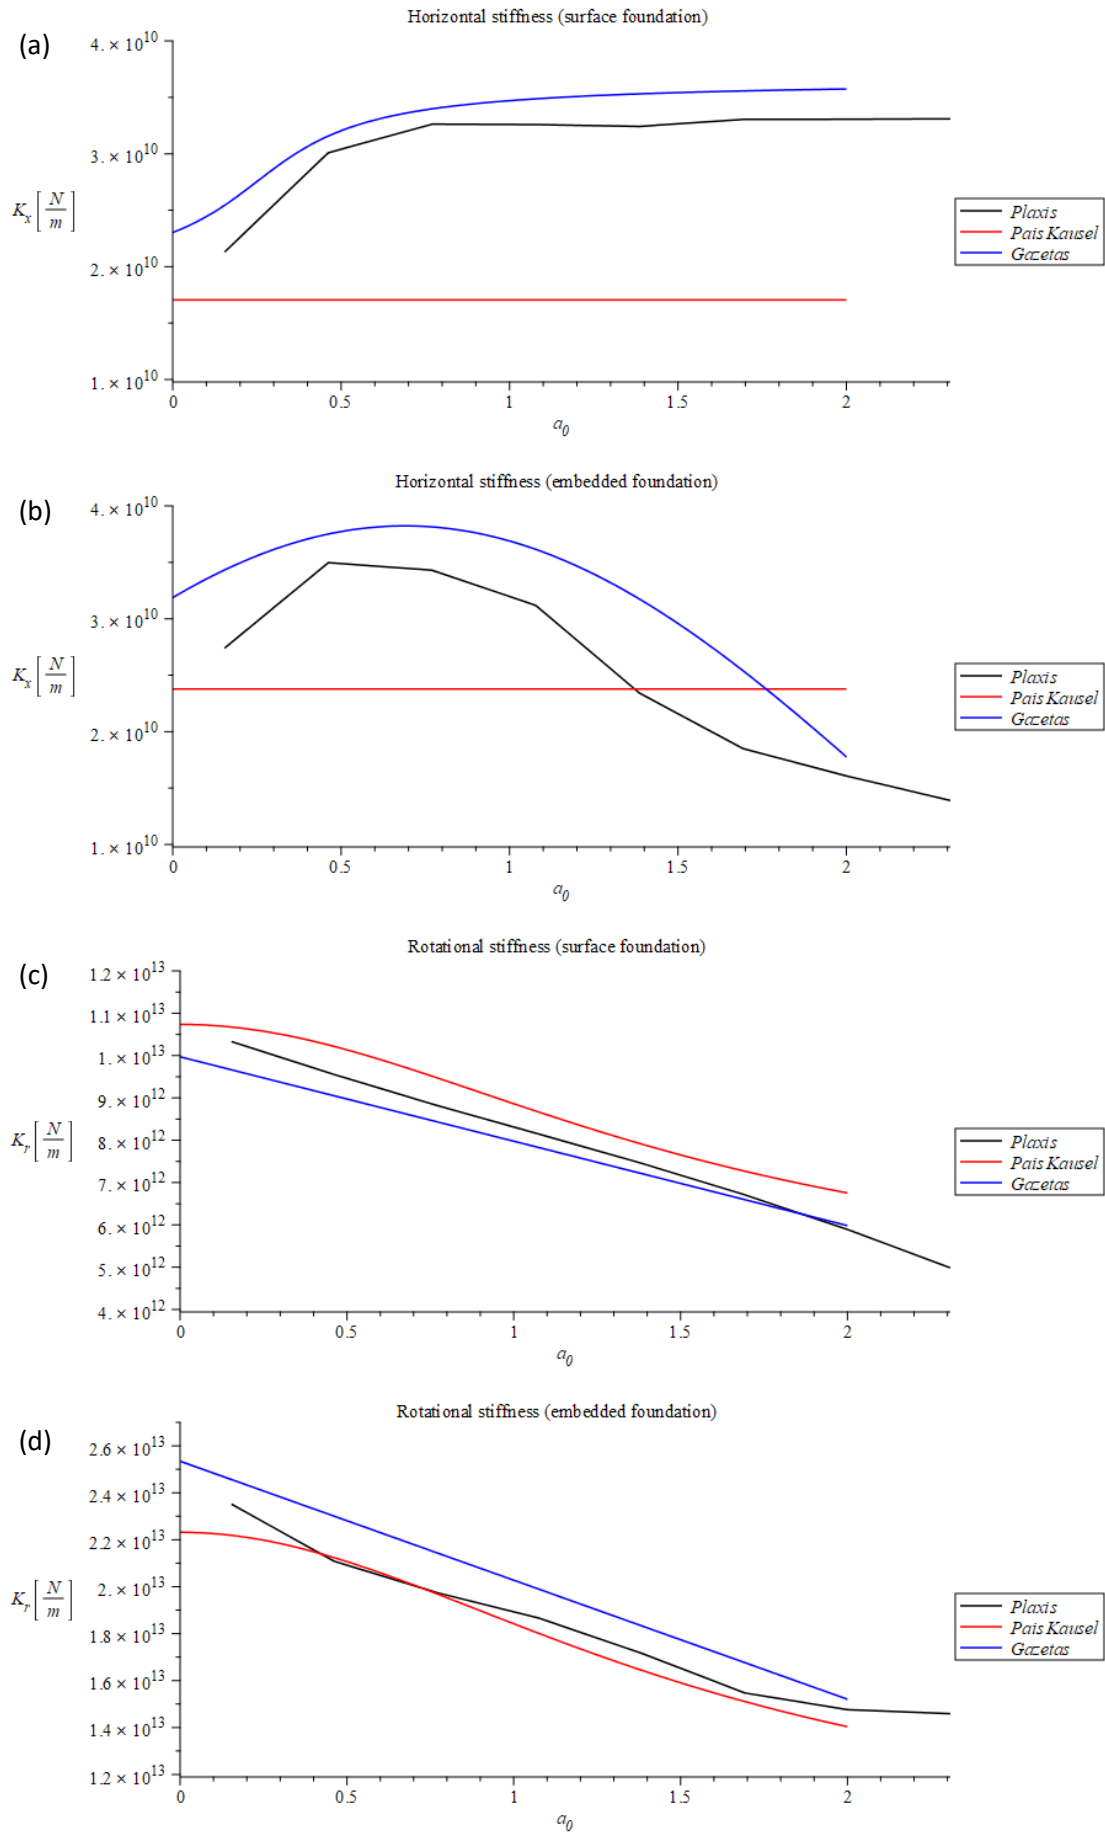 (a)
Horizontal stiffness (surface foundation)
4. × 10^10
3. × 10^10
2. × 10^10
1. × 10^10
K_x [N/m]
0 0.5 1 1.5 2
a_0
Plaxis
Pais Kausel
Gazetas
(b)
Horizontal stiffness (embedded foundation)
4. × 10^10
3. × 10^10
2. × 10^10
1. × 10^10
K_x [N/m]
0 0.5 1 1.5 2
a_0
Plaxis
Pais Kausel
Gazetas
(c)
Rotational stiffness (surface foundation)
1.2 × 10^13
1.1 × 10^13
1. × 10^13
9. × 10^12
8. × 10^12
7. × 10^12
6. × 10^12
5. × 10^12
4. × 10^12
K_r [N/m]
0 0.5 1 1.5 2
a_0
Plaxis
Pais Kausel
Gazetas
(d)
Rotational stiffness (embedded foundation)
2.6 × 10^13
2.4 × 10^13
2.2 × 10^13
2. × 10^13
1.8 × 10^13
1.6 × 10^13
1.4 × 10^13
1.2 × 10^13
K_r [N/m]
0 0.5 1 1.5 2
a_0
Plaxis
Pais Kausel
Gazetas